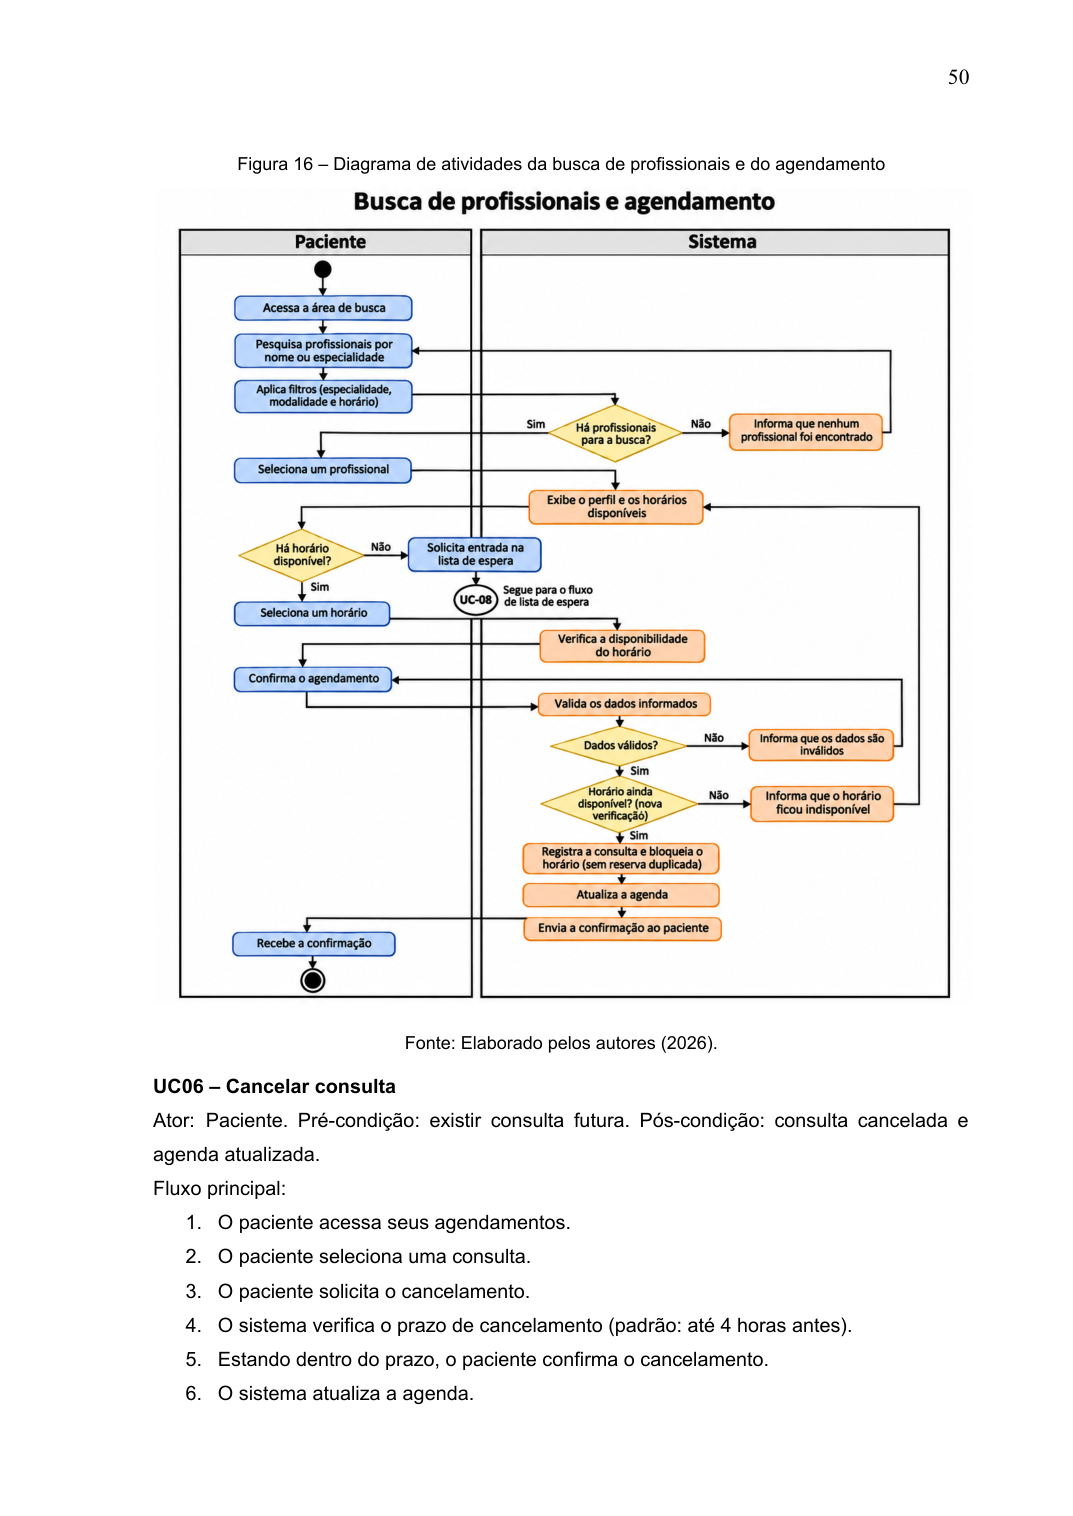 50
Figura 16 – Diagrama de atividades da busca de profissionais e do agendamento
Busca de profissionais e agendamento
Paciente
Sistema
Acessa a área de busca
Pesquisa profissionais por
nome ou especialidade
Aplica filtros (especialidade,
modalidade e horário)
Há profissionais
para a busca?
Sim
Não
Informa que nenhum
profissional foi encontrado
Seleciona um profissional
Exibe o perfil e os horários
disponíveis
Há horário
disponível?
Não
Solicita entrada na
lista de espera
Sim
UC-08
Segue para o fluxo
de lista de espera
Seleciona um horário
Verifica a disponibilidade
do horário
Confirma o agendamento
Valida os dados informados
Dados válidos?
Não
Informa que os dados são
inválidos
Sim
Horário ainda
disponível? (nova
verificação)
Não
Informa que o horário
ficou indisponível
Sim
Registra a consulta e bloqueia o
horário (sem reserva duplicada)
Atualiza a agenda
Envia a confirmação ao paciente
Recebe a confirmação
Fonte: Elaborado pelos autores (2026).
UC06 – Cancelar consulta
Ator: Paciente. Pré-condição: existir consulta futura. Pós-condição: consulta cancelada e
agenda atualizada.
Fluxo principal:
1. O paciente acessa seus agendamentos.
2. O paciente seleciona uma consulta.
3. O paciente solicita o cancelamento.
4. O sistema verifica o prazo de cancelamento (padrão: até 4 horas antes).
5. Estando dentro do prazo, o paciente confirma o cancelamento.
6. O sistema atualiza a agenda.